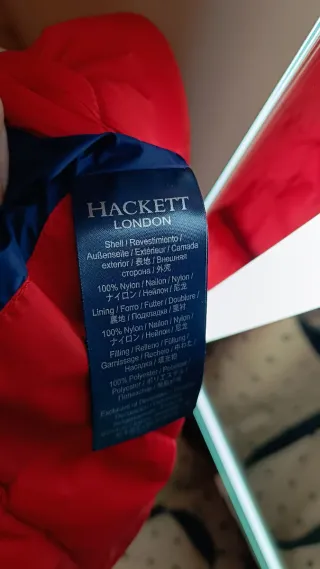 HACKETT
LONDON
Shell / Revestimiento /
Außenseite / Extérieur / Camada
exterior / 表地 / Внешняя
сторона / 外壳
100% Nylon / Nailon / Nylon
/ ナイロン / Нейлон / 尼龙
Lining / Forro / Futter / Doublure /
裏地 / Подкладка / 里衬
100% Nylon / Nailon / Nylon
/ ナイロン / Нейлон / 尼龙
Filling / Relleno / Füllung /
Garnissage / Recheio / 中わた /
Набивка / 填充物
100% Polyester / Poliéster